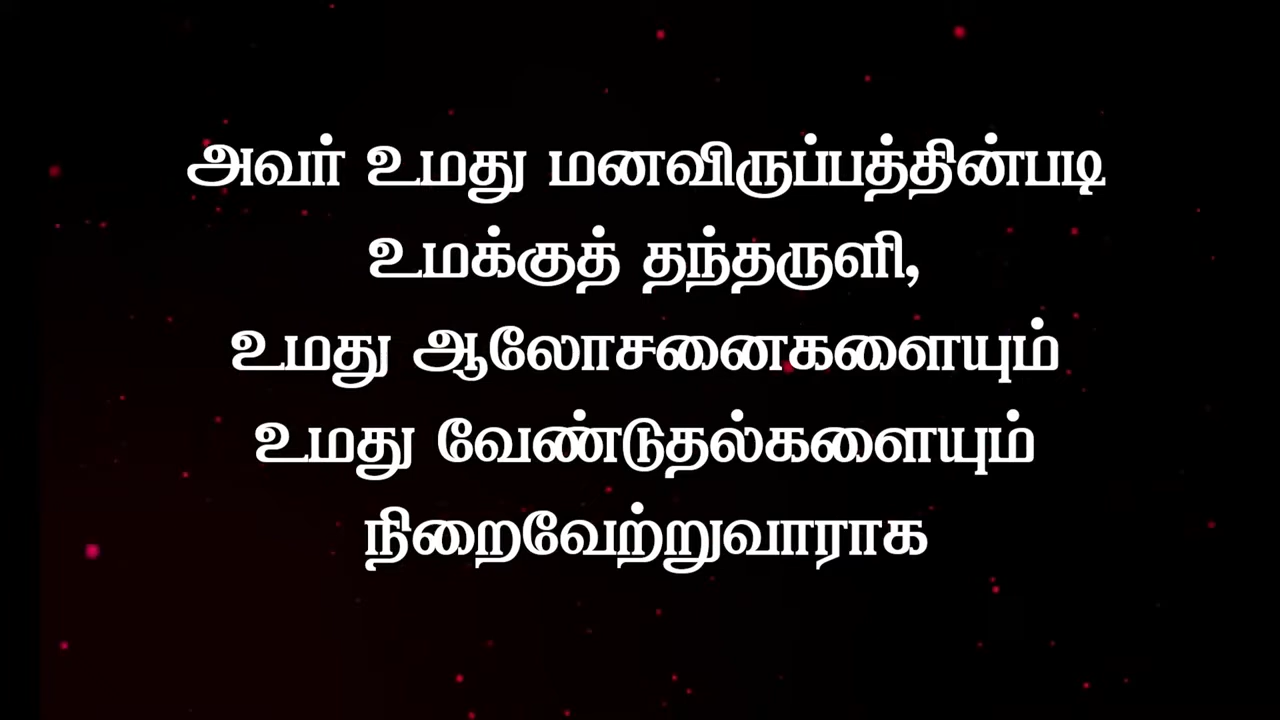 அவர் உமது மனவிருப்பத்தின்படி
உமக்குத் தந்தருளி,
உமது ஆலோசனைகளையும்
உமது வேண்டுதல்களையும்
நிறைவேற்றுவாராக